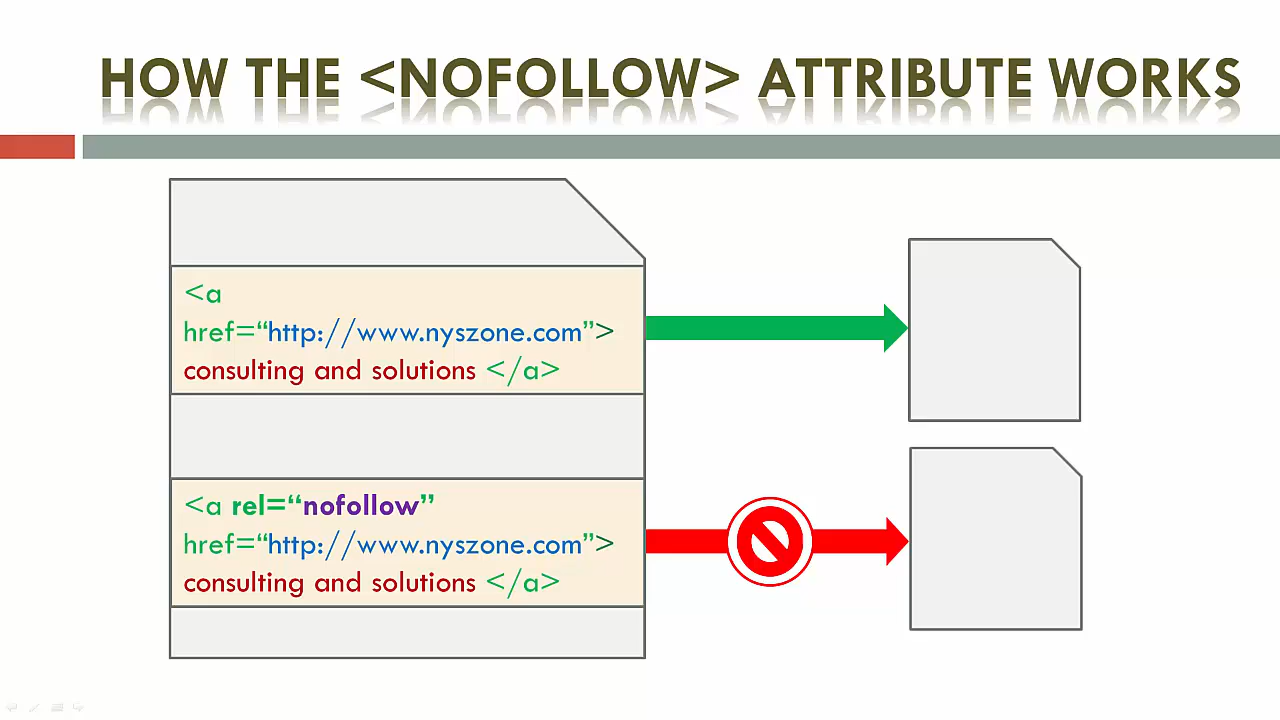 HOW THE <NOFOLLOW> ATTRIBUTE WORKS
<a
href=“http://www.nyszone.com”>
consulting and solutions </a>
<a rel=“nofollow”
href=“http://www.nyszone.com”>
consulting and solutions </a>